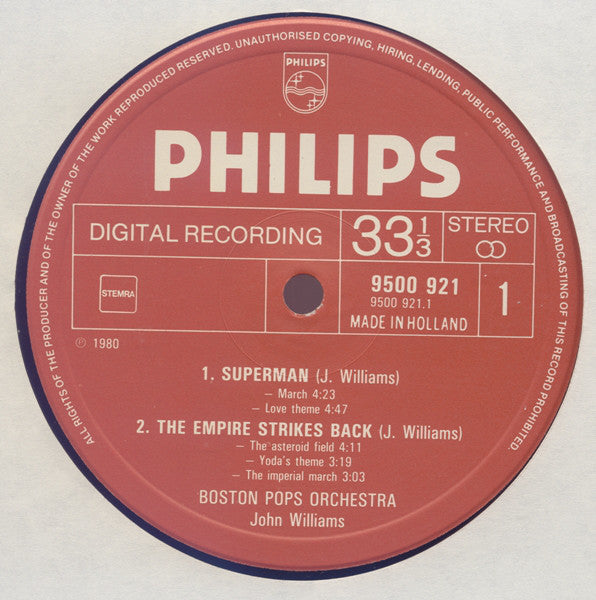 ALL RIGHTS OF THE PRODUCER AND OF THE OWNER OF THE WORK REPRODUCED RESERVED. UNAUTHORISED COPYING, HIRING, LENDING, PUBLIC PERFORMANCE AND BROADCASTING OF THIS RECORD PROHIBITED.
PHILIPS
PHILIPS
DIGITAL RECORDING
33 1/3
STEREO
STEMRA
9500 921
9500 921.1
MADE IN HOLLAND
1
℗ 1980
1. SUPERMAN (J. Williams)
– March 4:23
– Love theme 4:47
2. THE EMPIRE STRIKES BACK (J. Williams)
– The asteroid field 4:11
– Yoda's theme 3:19
– The imperial march 3:03
BOSTON POPS ORCHESTRA
John Williams